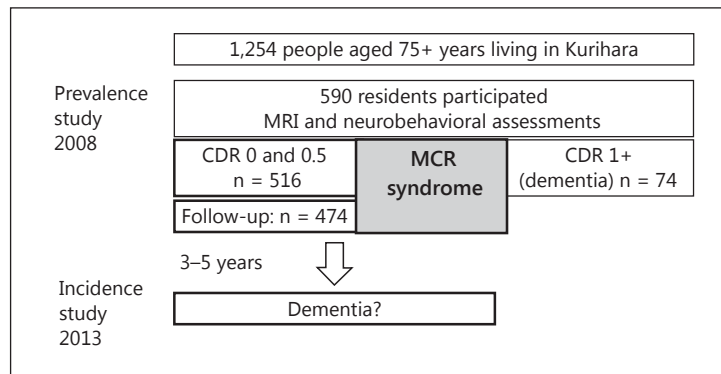 1,254 people aged 75+ years living in Kurihara
Prevalence
study
2008
590 residents participated
MRI and neurobehavioral assessments
CDR 0 and 0.5
n = 516
MCR
syndrome
CDR 1+
(dementia) n = 74
Follow-up: n = 474
3–5 years
Incidence
study
2013
Dementia?